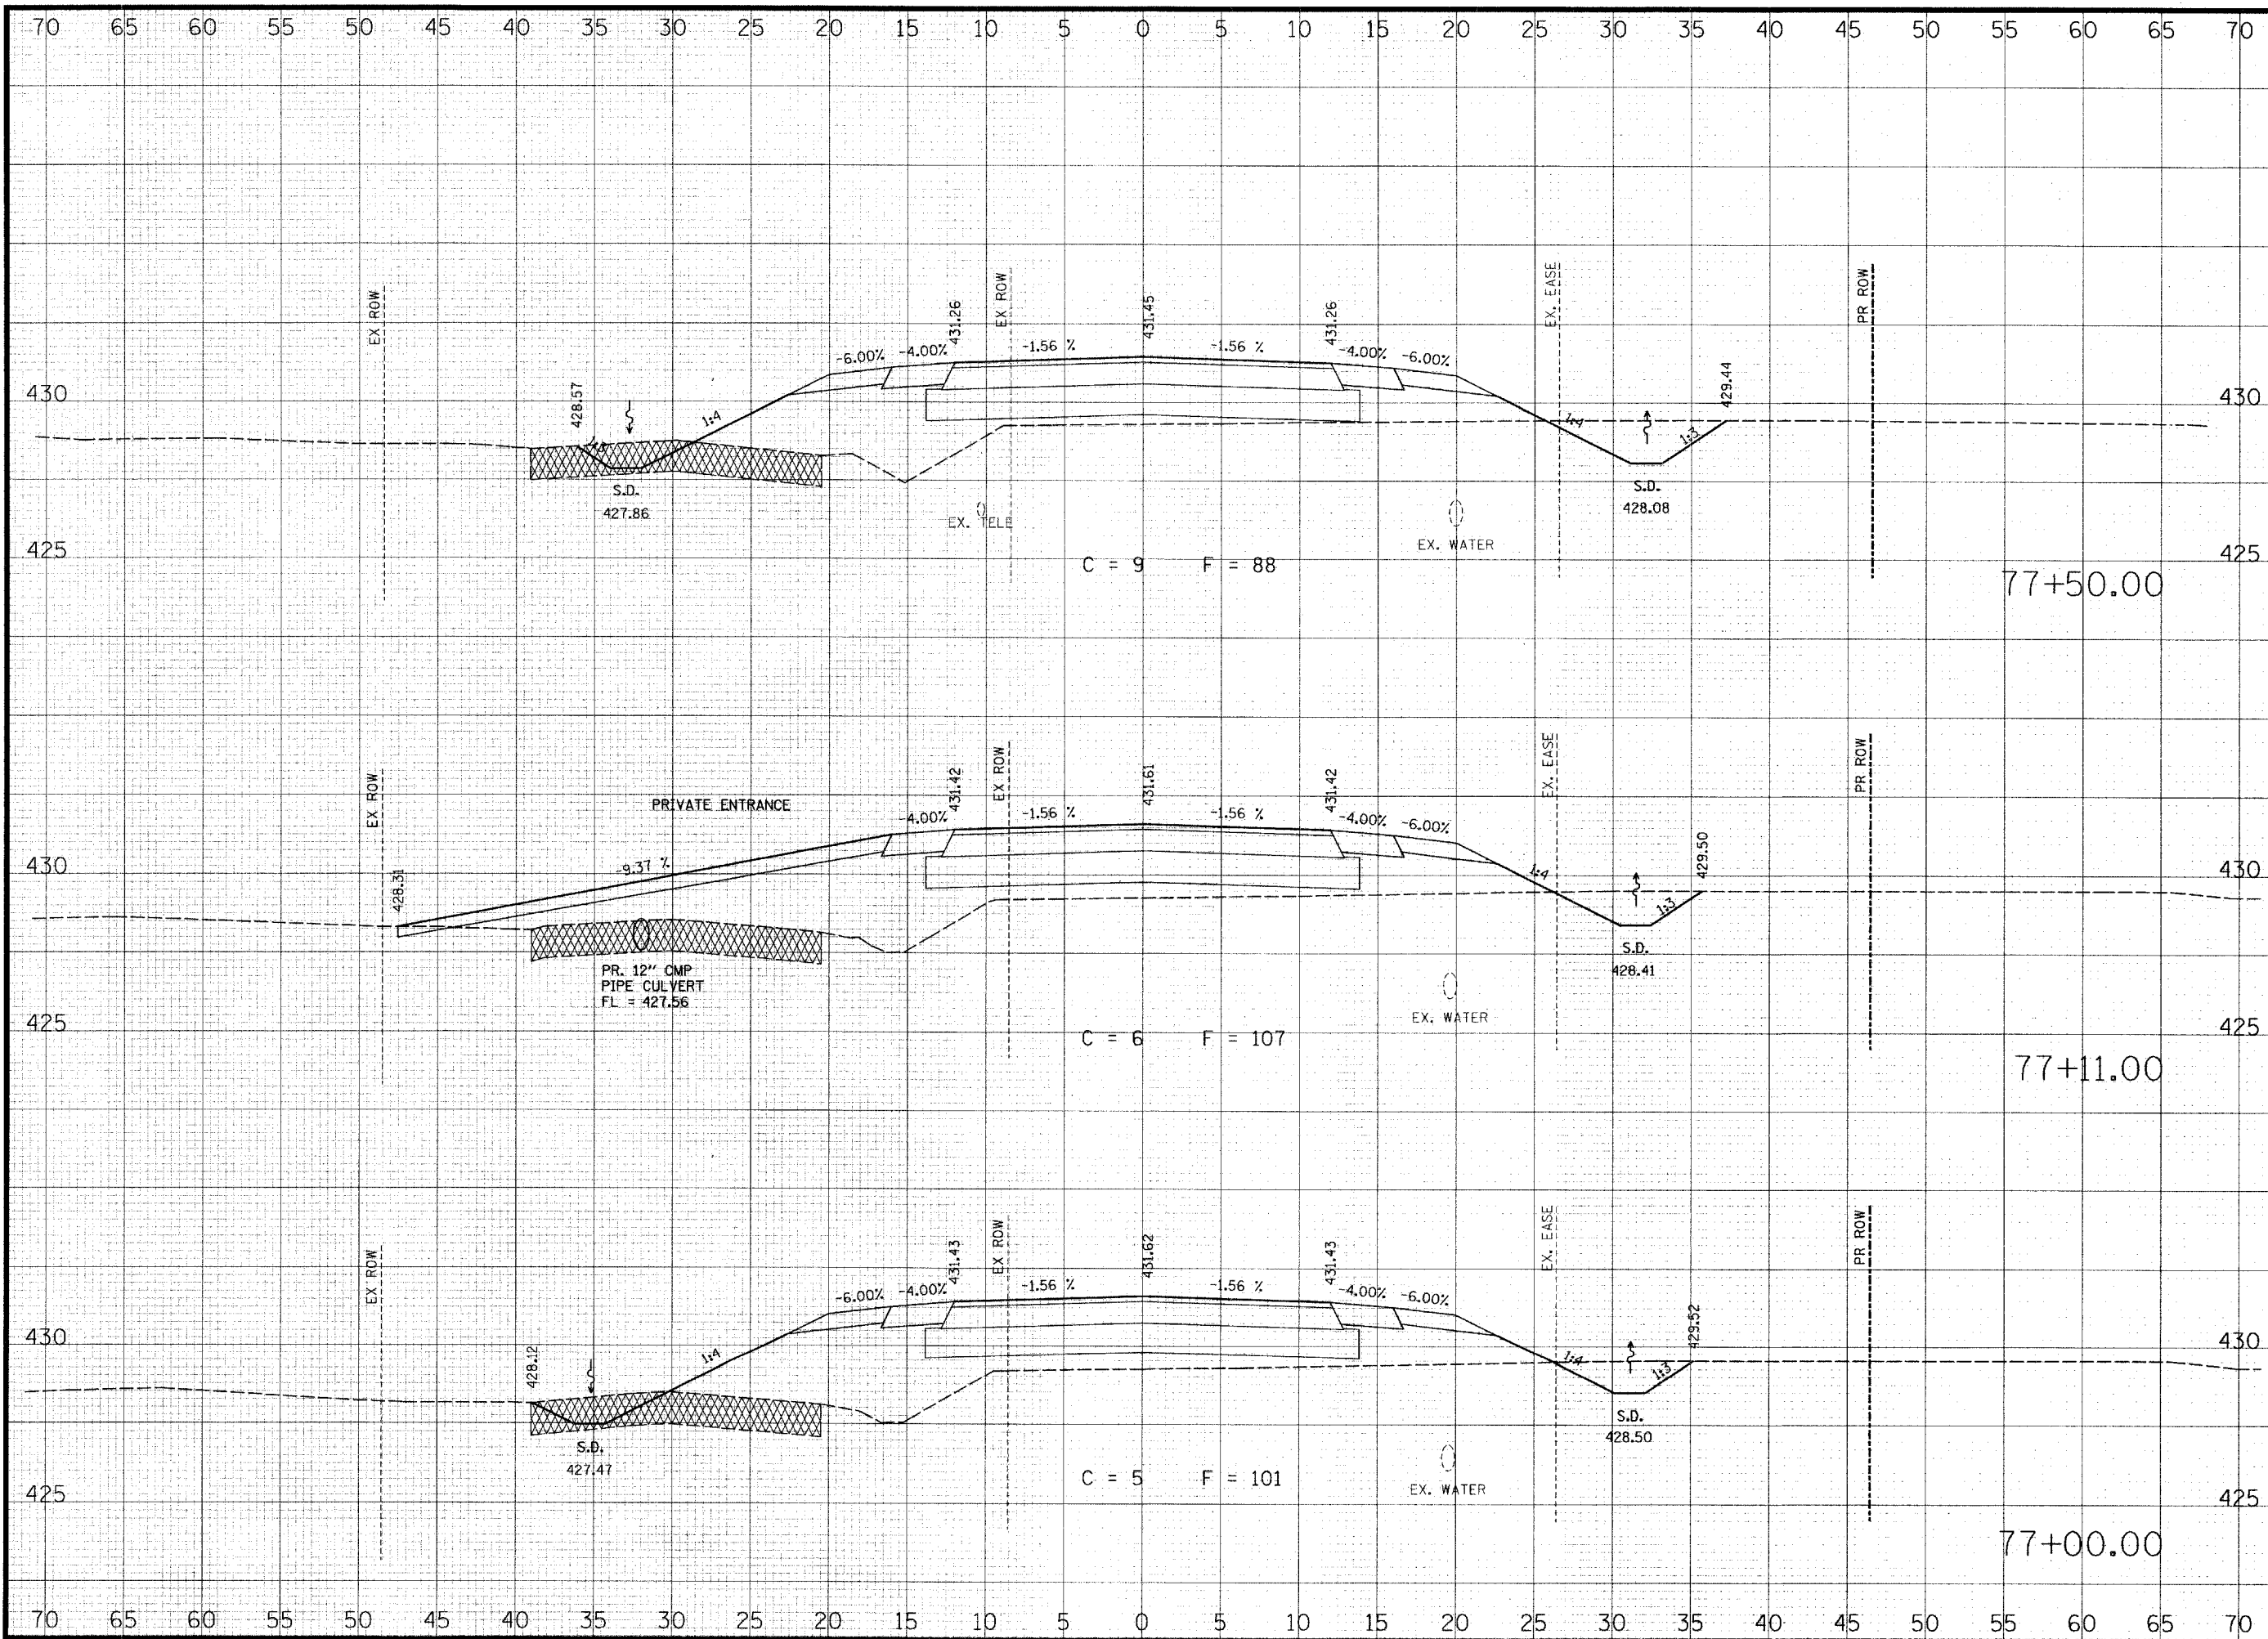 70 65 60 55 50 45 40 35 30 25 20 15 10 5 0 5 10 15 20 25 30 35 40 45 50 55 60 65 70
EX ROW
EX ROW
EX. EASE
PR ROW
431.26
431.45
431.26
-6.00% -4.00% -1.56 % -1.56 % -4.00% -6.00%
428.57
429.44
430
430
1:4
1:4
1:3
S.D.
427.86
S.D.
428.08
EX. TELE
EX. WATER
425
425
C = 9 F = 88
77+50.00
EX ROW
EX ROW
EX. EASE
PR ROW
431.42
431.61
431.42
PRIVATE ENTRANCE
-4.00% -1.56 % -1.56 % -4.00% -6.00%
-9.37 %
428.31
429.50
430
430
1:4
1:3
S.D.
428.41
PR. 12" CMP
PIPE CULVERT
FL = 427.56
EX. WATER
425
425
C = 6 F = 107
77+11.00
EX ROW
EX ROW
EX. EASE
PR ROW
431.43
431.62
431.43
-6.00% -4.00% -1.56 % -1.56 % -4.00% -6.00%
428.12
429.52
430
430
1:4
1:4
1:3
S.D.
427.47
S.D.
428.50
EX. WATER
425
425
C = 5 F = 101
77+00.00
70 65 60 55 50 45 40 35 30 25 20 15 10 5 0 5 10 15 20 25 30 35 40 45 50 55 60 65 70